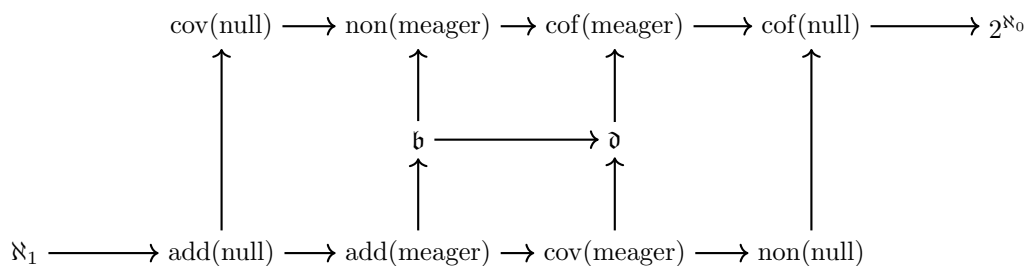 cov(null) non(meager) cof(meager) cof(null) 2^ℵ₀
𝔟 𝔡
ℵ₁ add(null) add(meager) cov(meager) non(null)